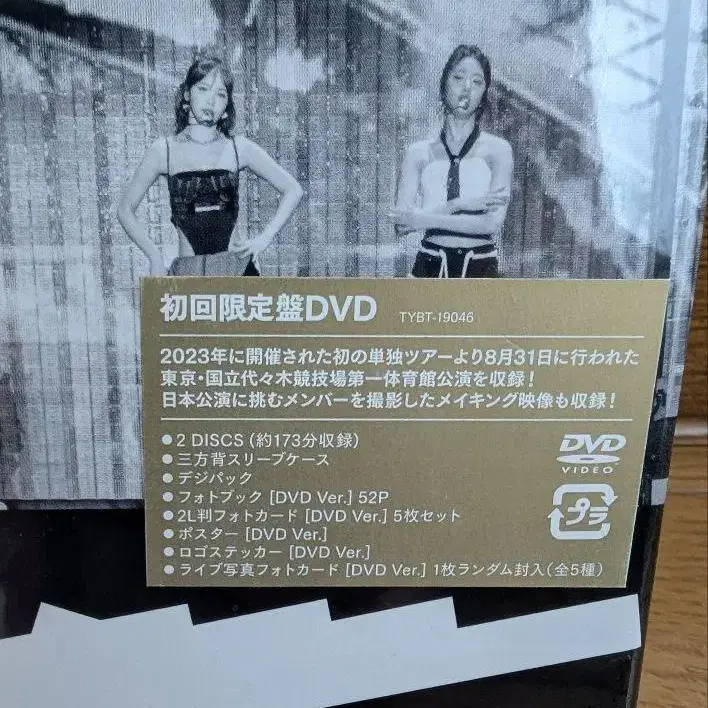 初回限定盤DVD TYBT-19046
2023年に開催された初の単独ツアーより8月31日に行われた
東京・国立代々木競技場第一体育館公演を収録！
日本公演に挑むメンバーを撮影したメイキング映像も収録！
● 2 DISCS (約173分収録)
● 三方背スリーブケース
● デジパック
● フォトブック [DVD Ver.] 52P
● 2L判フォトカード [DVD Ver.] 5枚セット
● ポスター [DVD Ver.]
● ロゴステッカー [DVD Ver.]
● ライブ写真フォトカード [DVD Ver.] 1枚ランダム封入(全5種)
DVD
VIDEO
プラ